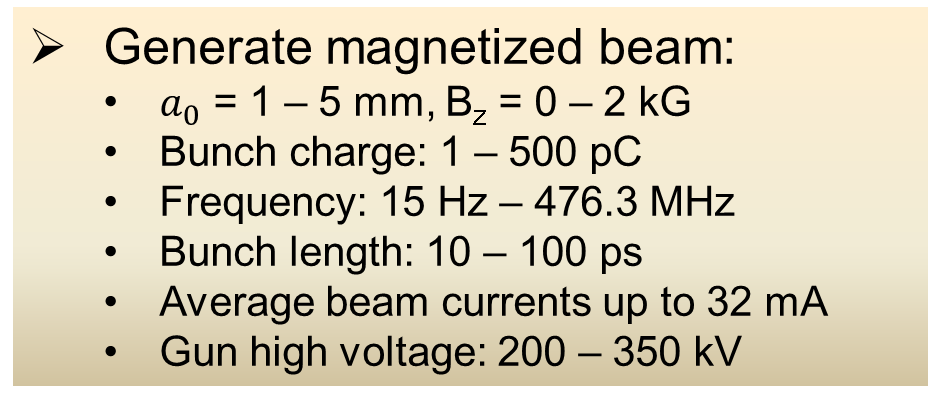 ➢ Generate magnetized beam:
• 𝑎₀ = 1 – 5 mm, B_z = 0 – 2 kG
• Bunch charge: 1 – 500 pC
• Frequency: 15 Hz – 476.3 MHz
• Bunch length: 10 – 100 ps
• Average beam currents up to 32 mA
• Gun high voltage: 200 – 350 kV